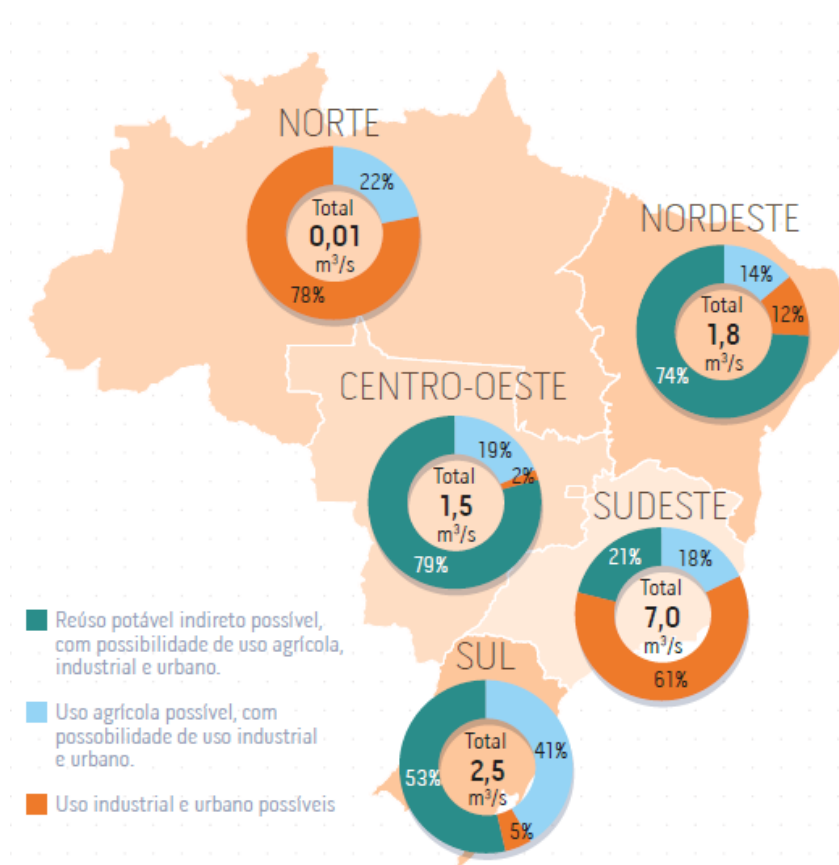 NORTE
22%
Total
0,01
m³/s
78%
NORDESTE
14%
Total
12%
1,8
m³/s
74%
CENTRO-OESTE
19%
Total
2%
1,5
m³/s
79%
SUDESTE
21%
18%
Total
7,0
m³/s
61%
Reúso potável indireto possível,
com possibilidade de uso agrícola,
industrial e urbano.
Uso agrícola possível, com
possobilidade de uso industrial
e urbano.
Uso industrial e urbano possíveis
SUL
Total
41%
53%
2,5
m³/s
5%